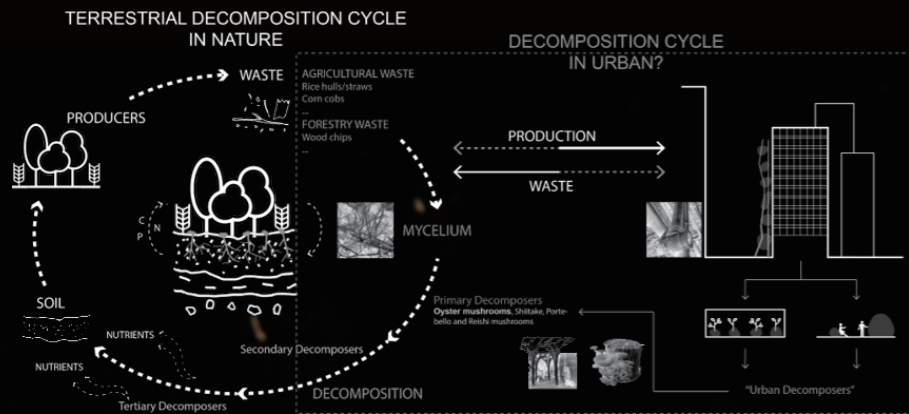 TERRESTRIAL DECOMPOSITION CYCLE
IN NATURE
DECOMPOSITION CYCLE
IN URBAN?
WASTE
AGRICULTURAL WASTE
Rice hulls/straws
Corn cobs
...
FORESTRY WASTE
Wood chips
...
PRODUCERS
PRODUCTION
WASTE
C
N
P
MYCELIUM
SOIL
Primary Decomposers
Oyster mushrooms, Shiitake, Porte-
bello and Reishi mushrooms
NUTRIENTS
Secondary Decomposers
NUTRIENTS
DECOMPOSITION
"Urban Decomposers"
Tertiary Decomposers